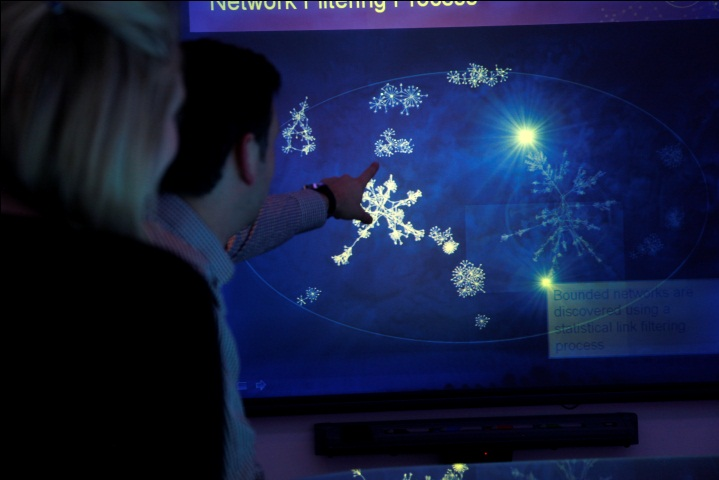 Network Filtering Process
Bounded networks are
discovered using a
statistical link filtering
process